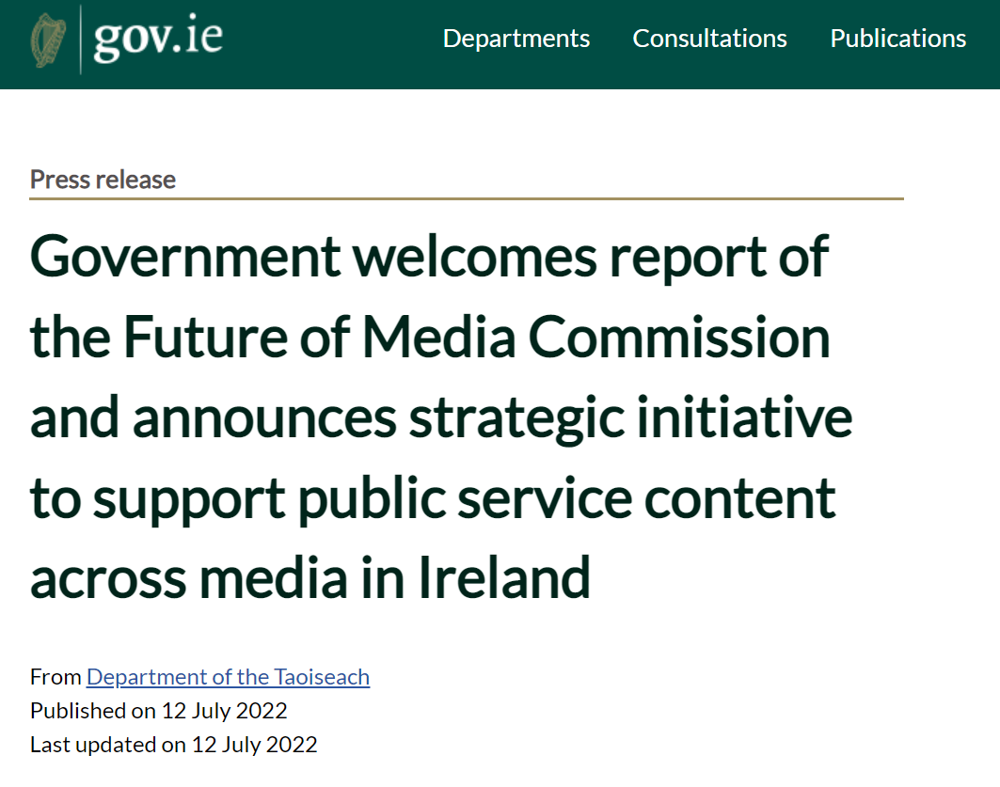 gov.ie
Departments Consultations Publications
Press release
Government welcomes report of
the Future of Media Commission
and announces strategic initiative
to support public service content
across media in Ireland
From Department of the Taoiseach
Published on 12 July 2022
Last updated on 12 July 2022